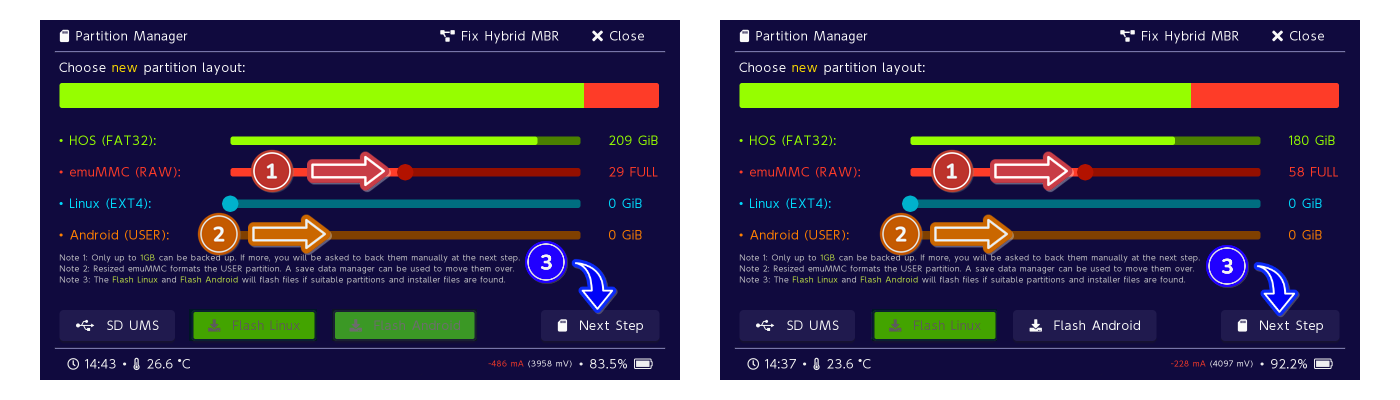 Partition Manager
Fix Hybrid MBR
Close
Choose new partition layout:
• HOS (FAT32):
209 GiB
• emuMMC (RAW):
1
29 FULL
• Linux (EXT4):
0 GiB
• Android (USER):
2
0 GiB
Note 1: Only up to 1GB can be backed up. If more, you will be asked to back them manually at the next step.
Note 2: Resized emuMMC formats the USER partition. A save data manager can be used to move them over.
Note 3: The Flash Linux and Flash Android will flash files if suitable partitions and installer files are found.
3
SD UMS
Flash Linux
Flash Android
Next Step
14:43 • 26.6 °C
-486 mA (3958 mV) • 83.5%
Partition Manager
Fix Hybrid MBR
Close
Choose new partition layout:
• HOS (FAT32):
180 GiB
• emuMMC (RAW):
1
58 FULL
• Linux (EXT4):
0 GiB
• Android (USER):
2
0 GiB
Note 1: Only up to 1GB can be backed up. If more, you will be asked to back them manually at the next step.
Note 2: Resized emuMMC formats the USER partition. A save data manager can be used to move them over.
Note 3: The Flash Linux and Flash Android will flash files if suitable partitions and installer files are found.
3
SD UMS
Flash Linux
Flash Android
Next Step
14:37 • 23.6 °C
-228 mA (4097 mV) • 92.2%